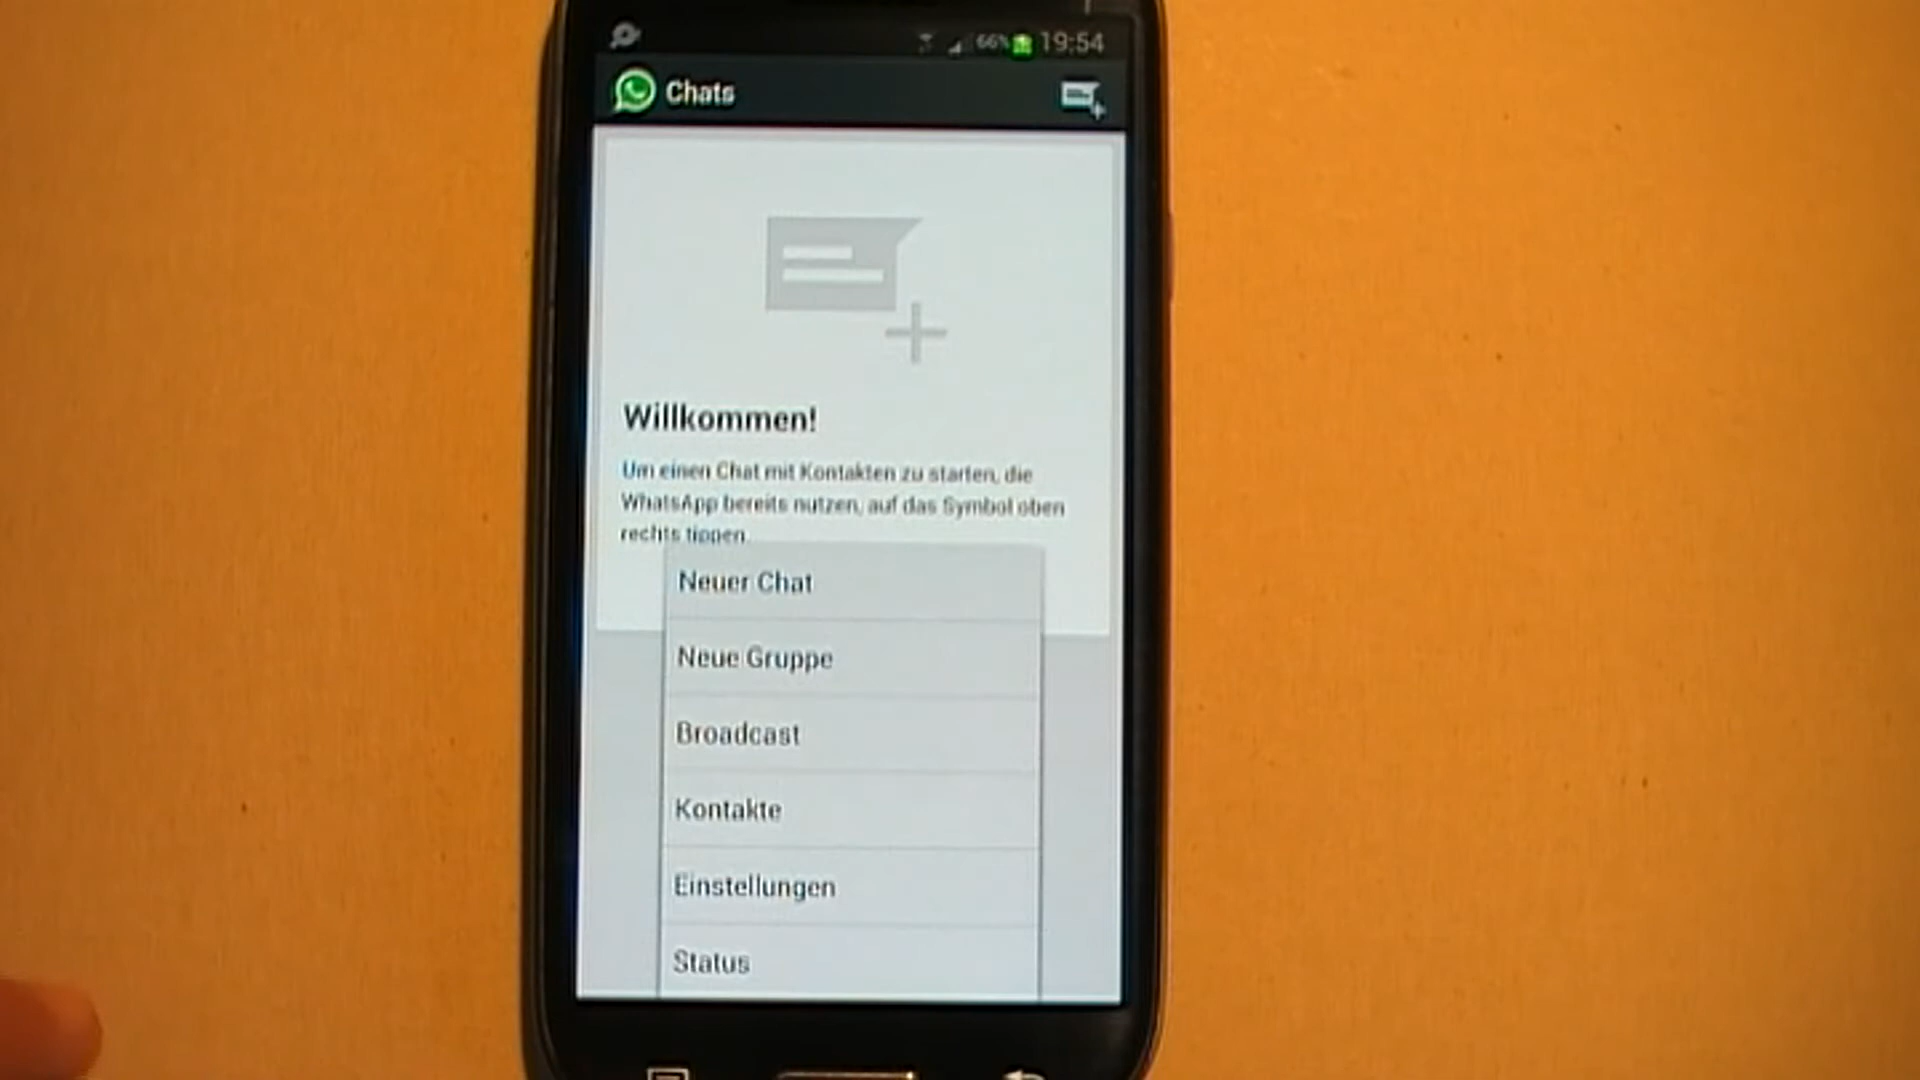 66% 19:54
Chats
Willkommen!
Um einen Chat mit Kontakten zu starten, die
WhatsApp bereits nutzen, auf das Symbol oben
rechts tippen.
Neuer Chat
Neue Gruppe
Broadcast
Kontakte
Einstellungen
Status